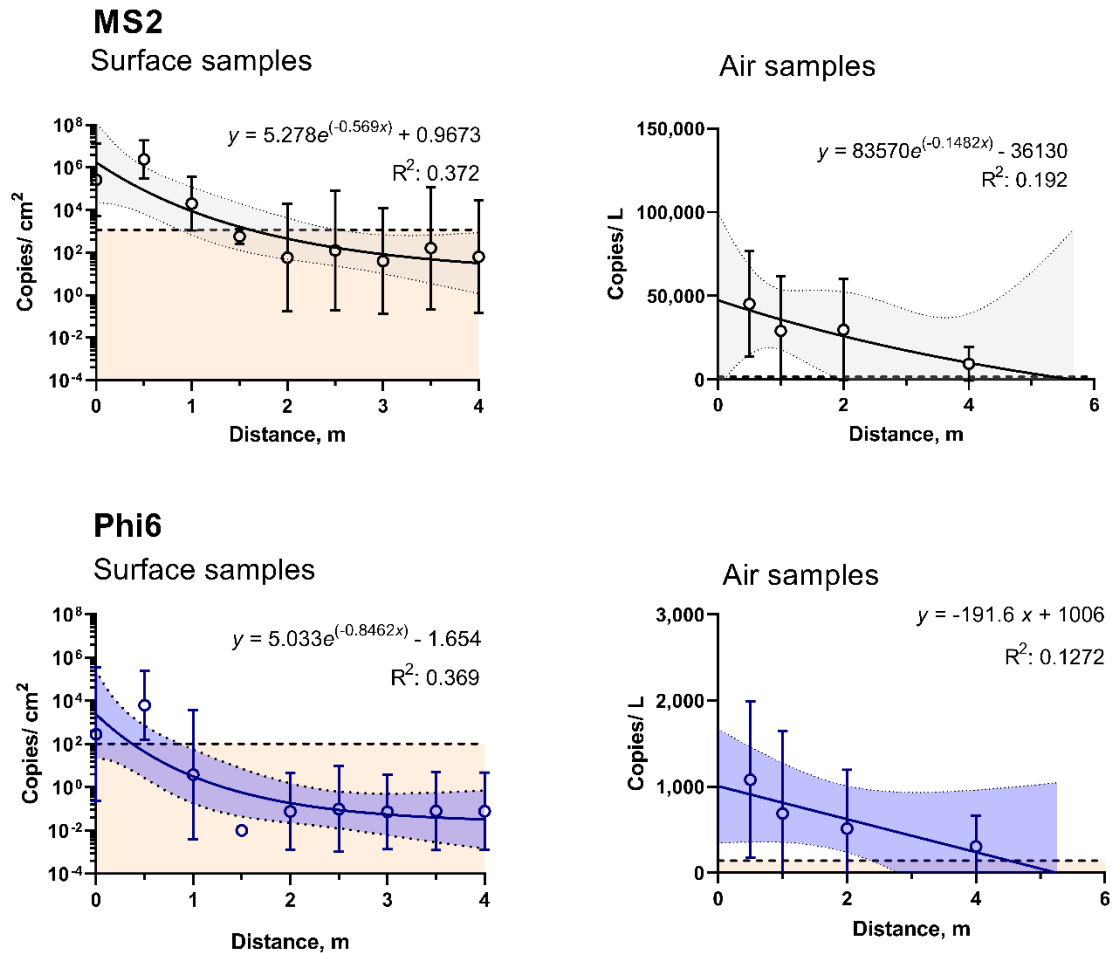 MS2
Surface samples
Air samples
y = 5.278e^(-0.569x) + 0.9673
R²: 0.372
10⁸
10⁶
10⁴
10²
10⁰
10⁻²
10⁻⁴
Copies/ cm²
0 1 2 3 4
Distance, m
y = 83570e^(-0.1482x) - 36130
R²: 0.192
150,000
100,000
50,000
0
Copies/ L
0 2 4 6
Distance, m
Phi6
Surface samples
Air samples
y = 5.033e^(-0.8462x) - 1.654
R²: 0.369
10⁸
10⁶
10⁴
10²
10⁰
10⁻²
10⁻⁴
Copies/ cm²
0 1 2 3 4
Distance, m
y = -191.6 x + 1006
R²: 0.1272
3,000
2,000
1,000
0
Copies/ L
0 2 4 6
Distance, m